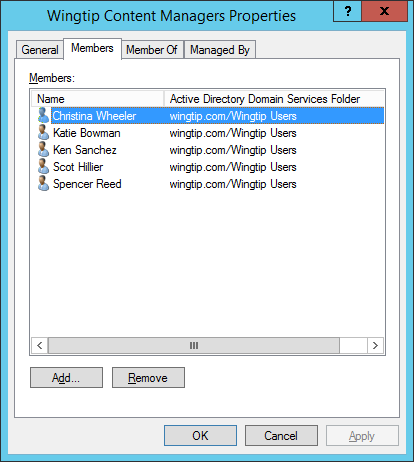 Wingtip Content Managers Properties ? x
General Members Member Of Managed By
Members:
Name Active Directory Domain Services Folder
Christina Wheeler wingtip.com/Wingtip Users
Katie Bowman wingtip.com/Wingtip Users
Ken Sanchez wingtip.com/Wingtip Users
Scot Hillier wingtip.com/Wingtip Users
Spencer Reed wingtip.com/Wingtip Users
Add... Remove
OK Cancel Apply